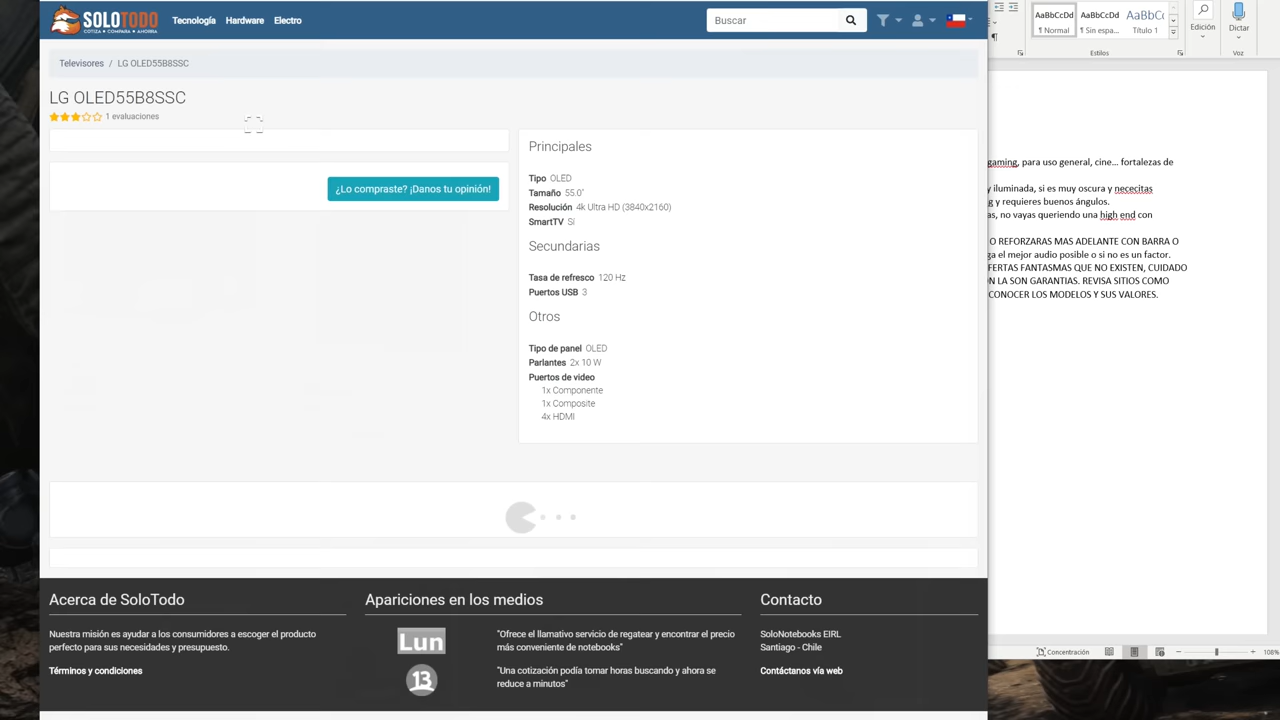 SOLOTODO
COTIZA • COMPARA • AHORRA
Tecnología Hardware Electro
Buscar
Televisores / LG OLED55B8SSC
LG OLED55B8SSC
1 evaluaciones
¿Lo compraste? ¡Danos tu opinión!
Principales
Tipo OLED
Tamaño 55.0"
Resolución 4k Ultra HD (3840x2160)
SmartTV Sí
Secundarias
Tasa de refresco 120 Hz
Puertos USB 3
Otros
Tipo de panel OLED
Parlantes 2x 10 W
Puertos de video
1x Componente
1x Composite
4x HDMI
Acerca de SoloTodo
Nuestra misión es ayudar a los consumidores a escoger el producto
perfecto para sus necesidades y presupuesto.
Términos y condiciones
Apariciones en los medios
Lun
"Ofrece el llamativo servicio de regatear y encontrar el precio
más conveniente de notebooks"
13
"Una cotización podía tomar horas buscando y ahora se
reduce a minutos"
Contacto
SoloNotebooks EIRL
Santiago - Chile
Contáctanos vía web
AaBbCcDd AaBbCcDd AaBbC
¶ Normal ¶ Sin espa... Título 1
Estilos
Edición
Dictar
Voz
gaming, para uso general, cine... fortalezas de
y iluminada, si es muy oscura y nececitas
g y requieres buenos ángulos.
as, no vayas queriendo una high end con
O REFORZARAS MAS ADELANTE CON BARRA O
ga el mejor audio posible o si no es un factor.
FERTAS FANTASMAS QUE NO EXISTEN, CUIDADO
N LA SON GARANTIAS. REVISA SITIOS COMO
CONOCER LOS MODELOS Y SUS VALORES.
Concentración
108%